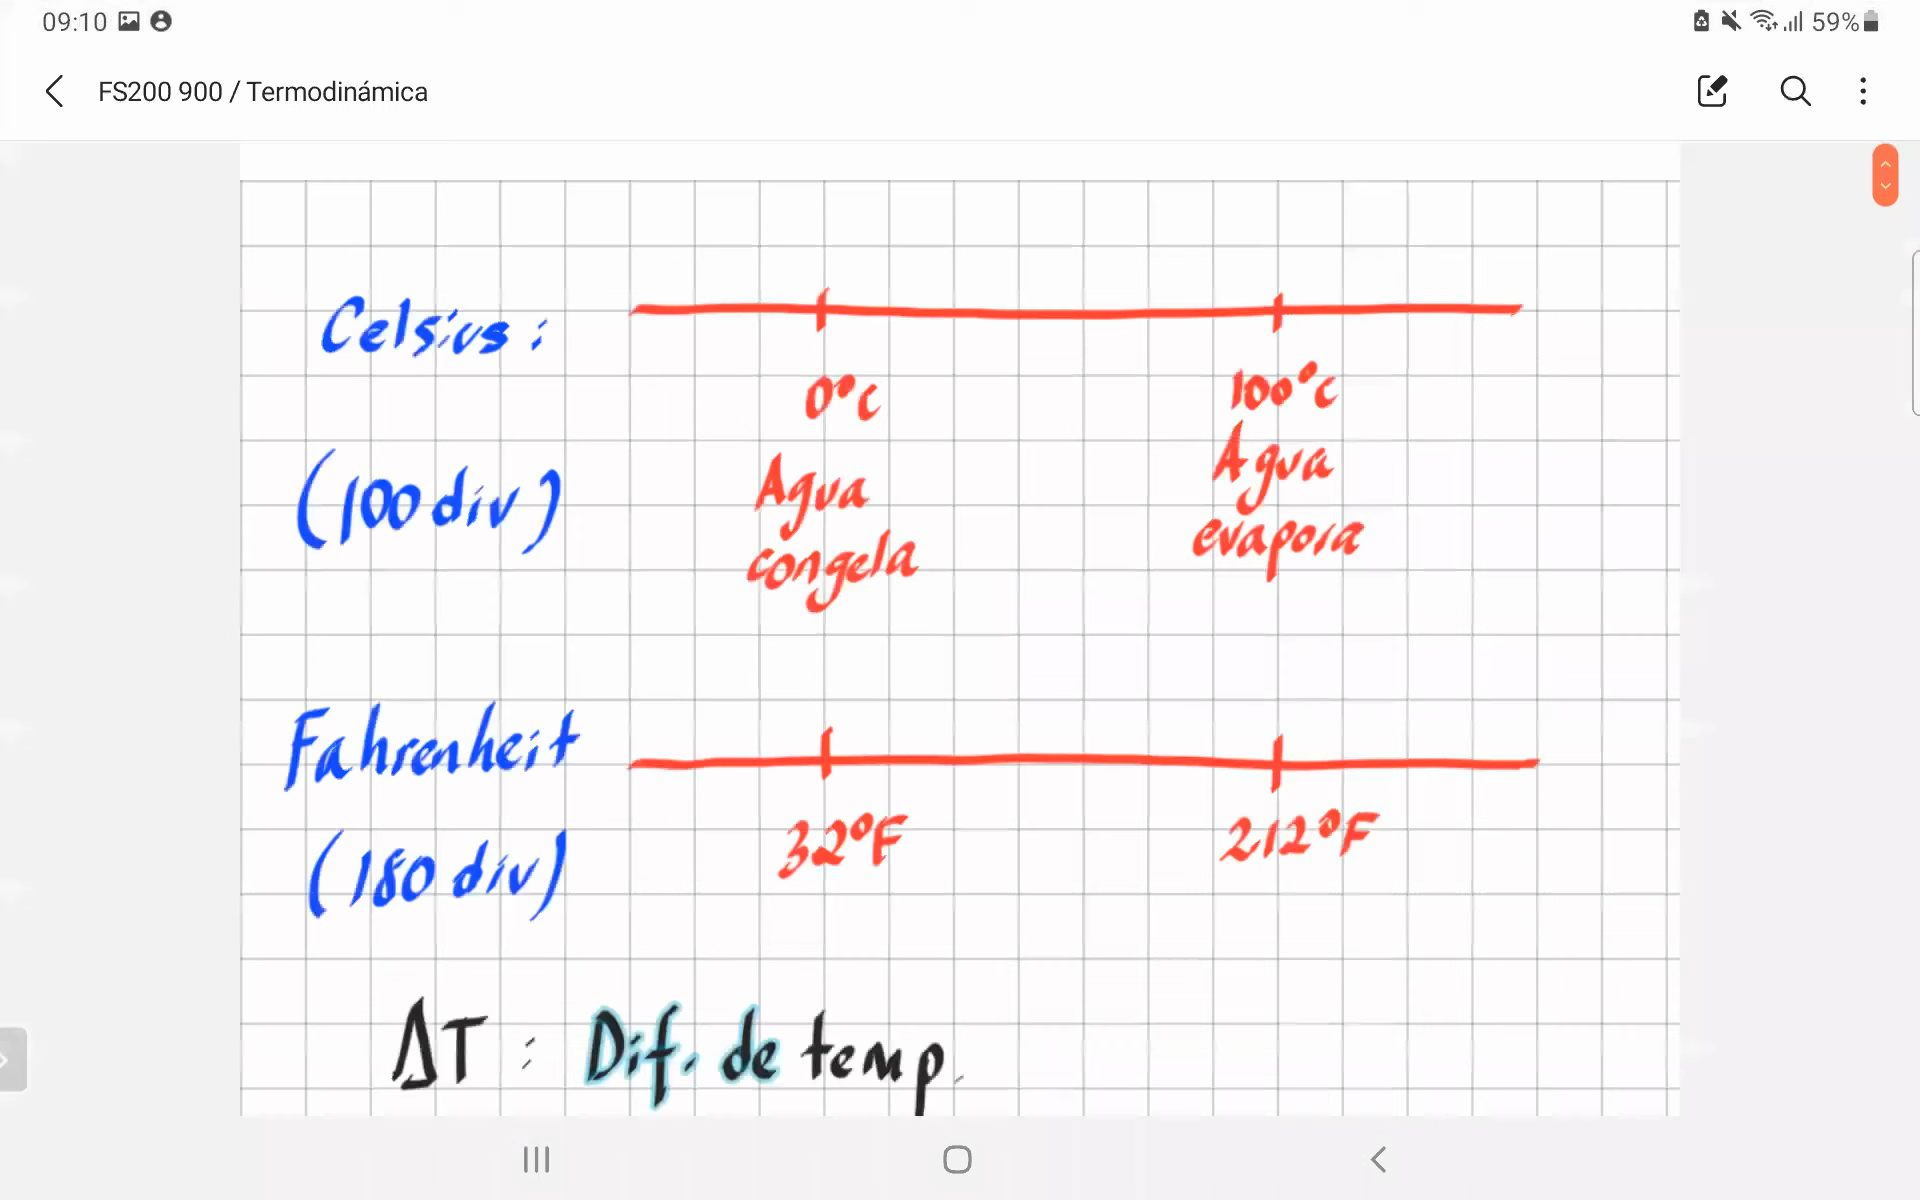 09:10
59%
FS200 900 / Termodinámica
Celsius :
0°C
100°C
(100 div)
Agua
congela
Agua
evapora
Fahrenheit
(180 div)
32°F
212°F
ΔT : Dif. de temp.